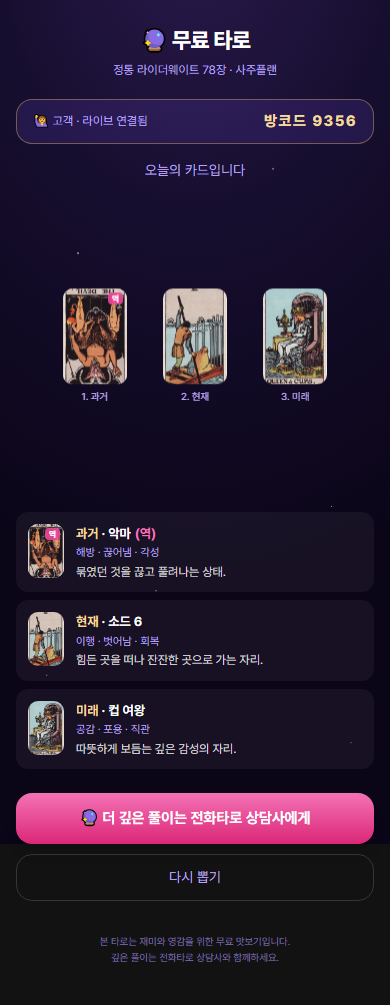 🔮 무료 타로
정통 라이더웨이트 78장 · 사주플랜
🙋 고객 · 라이브 연결됨 방코드 9356
오늘의 카드입니다
THE DEVIL
역
QUEEN of CUPS.
1. 과거 2. 현재 3. 미래
역
과거 · 악마 (역)
해방 · 끊어냄 · 각성
묶였던 것을 끊고 풀려나는 상태.
현재 · 소드 6
이행 · 벗어남 · 회복
힘든 곳을 떠나 잔잔한 곳으로 가는 자리.
미래 · 컵 여왕
공감 · 포용 · 직관
따뜻하게 보듬는 깊은 감성의 자리.
🔮 더 깊은 풀이는 전화타로 상담사에게
다시 뽑기
본 타로는 재미와 영감을 위한 무료 맛보기입니다.
깊은 풀이는 전화타로 상담사와 함께하세요.